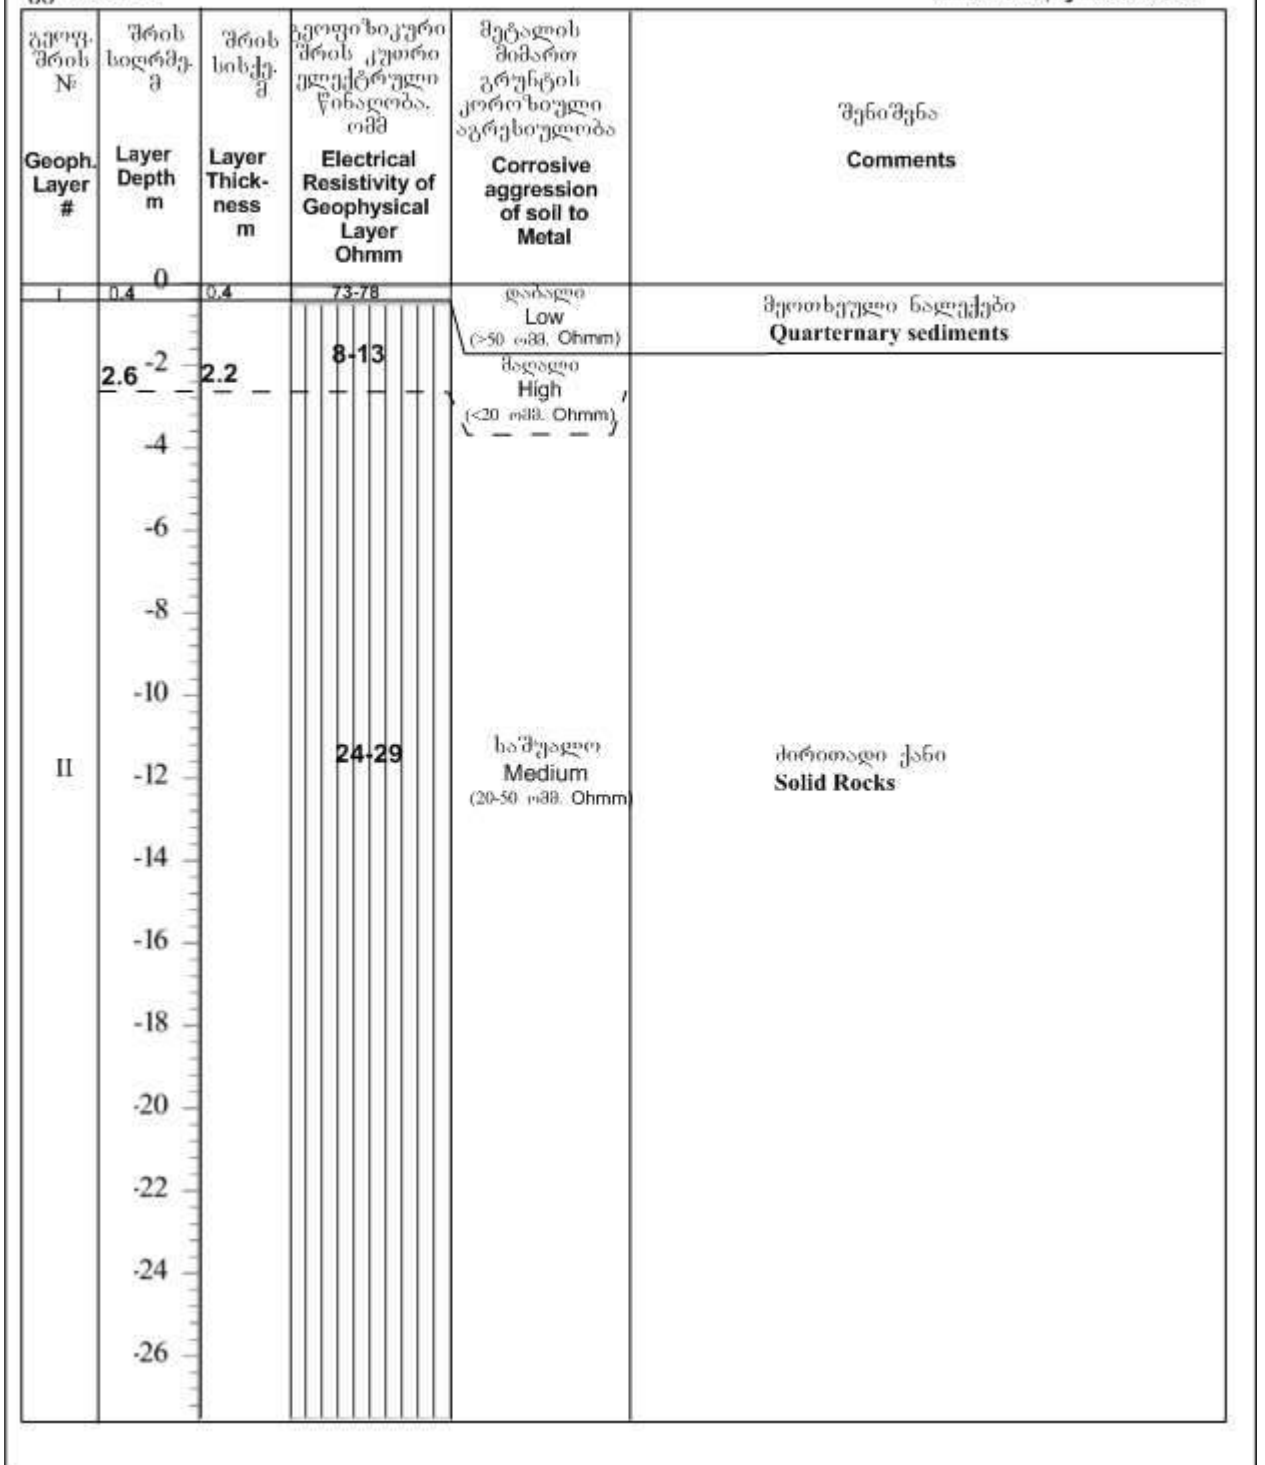 გეოფ.
შრის
№
Geoph.
Layer
#
შრის
სიღრმე.
მ
Layer
Depth
m
შრის
სისქე.
მ
Layer
Thick-
ness
m
გეოფიზიკური
შრის კუთრი
ელექტრული
წინაღობა.
ომმ
Electrical
Resistivity of
Geophysical
Layer
Ohmm
მეტალის
მიმართ
გრუნტის
კოროზიული
აგრესიულობა
Corrosive
aggression
of soil to
Metal
შენიშვნა
Comments
0
I 0.4 0.4 73-78
დაბალი
Low
(>50 ომმ. Ohmm)
მეოთხეული ნალექები
Quarternary sediments
2.6 -2 2.2 8-13
მაღალი
High
(<20 ომმ. Ohmm)
-4
-6
-8
-10
II -12 24-29
საშუალო
Medium
(20-50 ომმ. Ohmm)
ძირითადი ქანი
Solid Rocks
-14
-16
-18
-20
-22
-24
-26